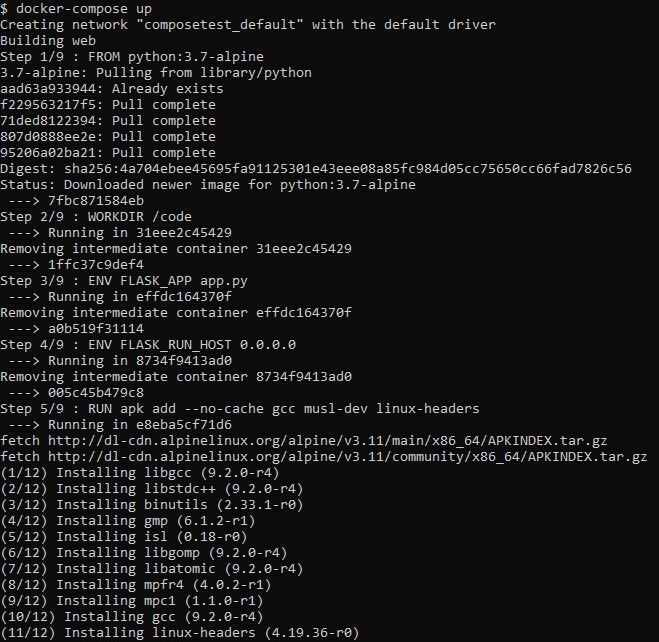 $ docker-compose up
Creating network "composetest_default" with the default driver
Building web
Step 1/9 : FROM python:3.7-alpine
3.7-alpine: Pulling from library/python
aad63a933944: Already exists
f229563217f5: Pull complete
71ded8122394: Pull complete
807d0888ee2e: Pull complete
95206a02ba21: Pull complete
Digest: sha256:4a704ebee45695fa91125301e43eee08a85fc984d05cc75650cc66fad7826c56
Status: Downloaded newer image for python:3.7-alpine
 ---> 7fbc871584eb
Step 2/9 : WORKDIR /code
 ---> Running in 31eee2c45429
Removing intermediate container 31eee2c45429
 ---> 1ffc37c9def4
Step 3/9 : ENV FLASK_APP app.py
 ---> Running in effdc164370f
Removing intermediate container effdc164370f
 ---> a0b519f31114
Step 4/9 : ENV FLASK_RUN_HOST 0.0.0.0
 ---> Running in 8734f9413ad0
Removing intermediate container 8734f9413ad0
 ---> 005c45b479c8
Step 5/9 : RUN apk add --no-cache gcc musl-dev linux-headers
 ---> Running in e8eba5cf71d6
fetch http://dl-cdn.alpinelinux.org/alpine/v3.11/main/x86_64/APKINDEX.tar.gz
fetch http://dl-cdn.alpinelinux.org/alpine/v3.11/community/x86_64/APKINDEX.tar.gz
(1/12) Installing libgcc (9.2.0-r4)
(2/12) Installing libstdc++ (9.2.0-r4)
(3/12) Installing binutils (2.33.1-r0)
(4/12) Installing gmp (6.1.2-r1)
(5/12) Installing isl (0.18-r0)
(6/12) Installing libgomp (9.2.0-r4)
(7/12) Installing libatomic (9.2.0-r4)
(8/12) Installing mpfr4 (4.0.2-r1)
(9/12) Installing mpc1 (1.1.0-r1)
(10/12) Installing gcc (9.2.0-r4)
(11/12) Installing linux-headers (4.19.36-r0)